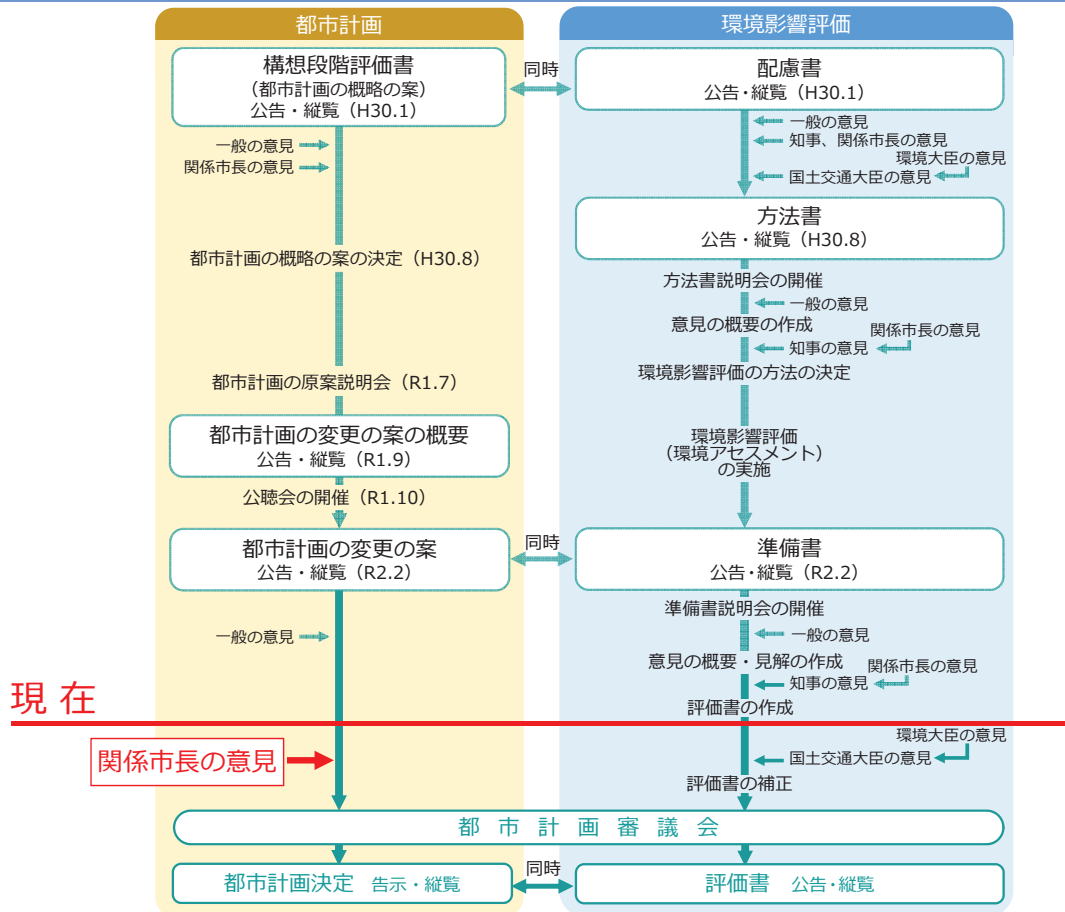 都市計画
構想段階評価書
（都市計画の概略の案）
公告・縦覧（H30.1）
一般の意見
関係市長の意見
都市計画の概略の案の決定（H30.8）
都市計画の原案説明会（R1.7）
都市計画の変更の案の概要
公告・縦覧（R1.9）
公聴会の開催（R1.10）
都市計画の変更の案
公告・縦覧（R2.2）
一般の意見
同時
同時
環境影響評価
配慮書
公告・縦覧（H30.1）
一般の意見
知事、関係市長の意見
環境大臣の意見
国土交通大臣の意見
方法書
公告・縦覧（H30.8）
方法書説明会の開催
一般の意見
意見の概要の作成
関係市長の意見
知事の意見
環境影響評価の方法の決定
環境影響評価
（環境アセスメント）
の実施
準備書
公告・縦覧（R2.2）
準備書説明会の開催
一般の意見
意見の概要・見解の作成
関係市長の意見
知事の意見
評価書の作成
現 在
関係市長の意見
環境大臣の意見
国土交通大臣の意見
評価書の補正
都 市 計 画 審 議 会
都市計画決定 告示・縦覧
同時
評価書 公告・縦覧